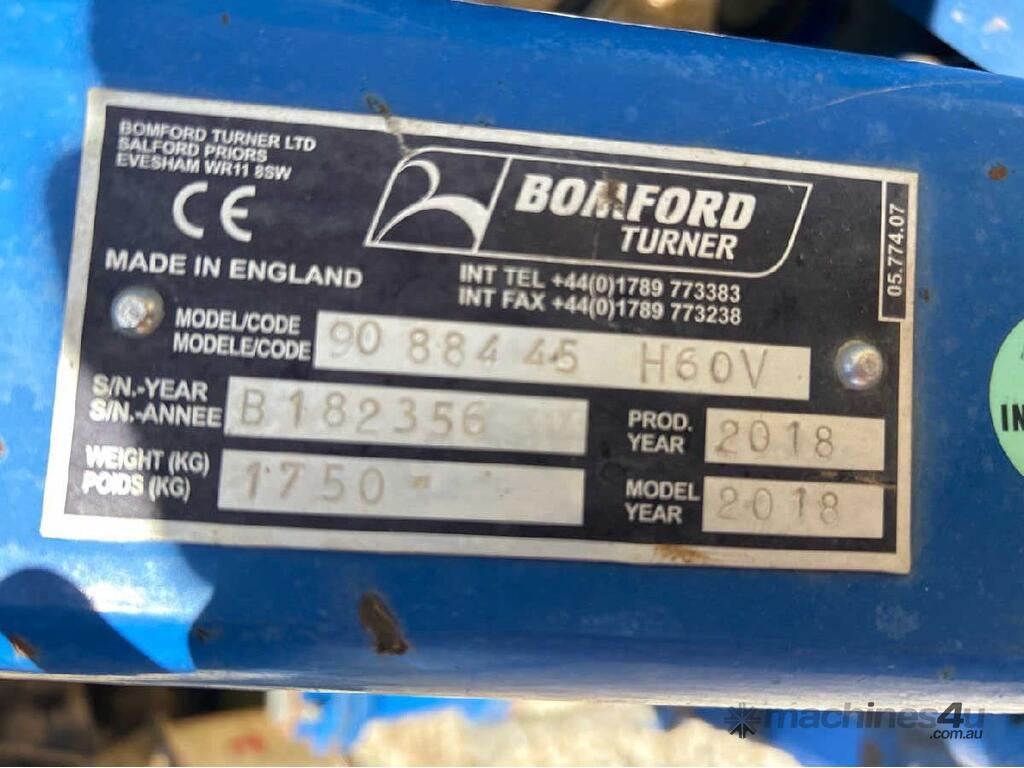 BOMFORD TURNER LTD
SALFORD PRIORS
EVESHAM WR11 8SW
CE
MADE IN ENGLAND
BOMFORD
TURNER
INT TEL +44(0)1789 773383
INT FAX +44(0)1789 773238
05.774.07
MODEL/CODE
MODELE/CODE
90 884 45 H60V
S/N.-YEAR
S/N.-ANNEE
B182356
PROD.
YEAR
2018
WEIGHT (KG)
POIDS (KG)
1750-
MODEL
YEAR
2018
IN
machines4u
.com.au